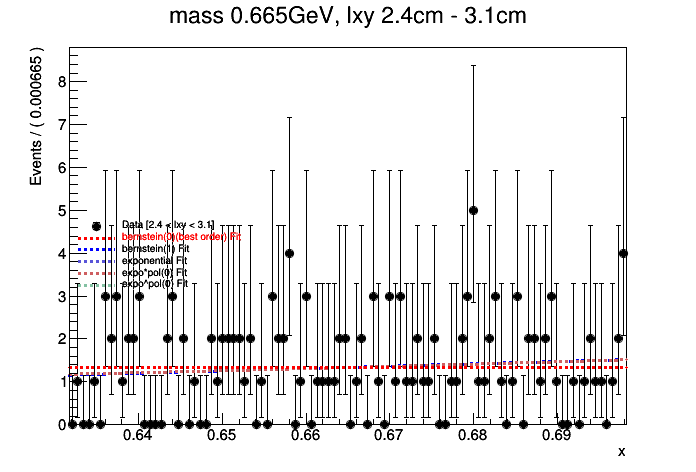 mass 0.665GeV, lxy 2.4cm - 3.1cm
Events / ( 0.000665 )
8
7
6
5
4
3
2
1
0
Data [2.4 < lxy < 3.1]
bernstein(0)(best order) Fit
bernstein(1) Fit
exponential Fit
expo*pol(0) Fit
expo*pol(0) Fit
0.64 0.65 0.66 0.67 0.68 0.69
x